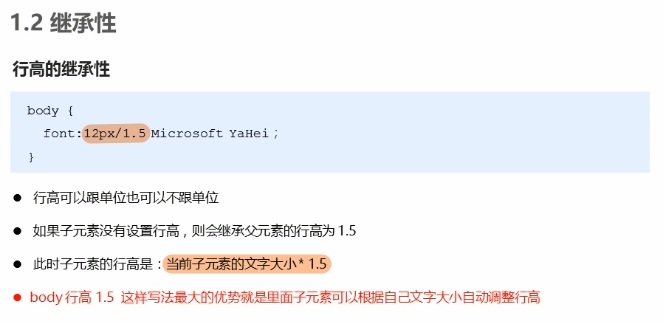 1.2 继承性
行高的继承性
body {
font:12px/1.5 Microsoft YaHei；
}
● 行高可以跟单位也可以不跟单位
● 如果子元素没有设置行高，则会继承父元素的行高为 1.5
● 此时子元素的行高是：当前子元素的文字大小 * 1.5
● body 行高 1.5 这样写法最大的优势就是里面子元素可以根据自己文字大小自动调整行高